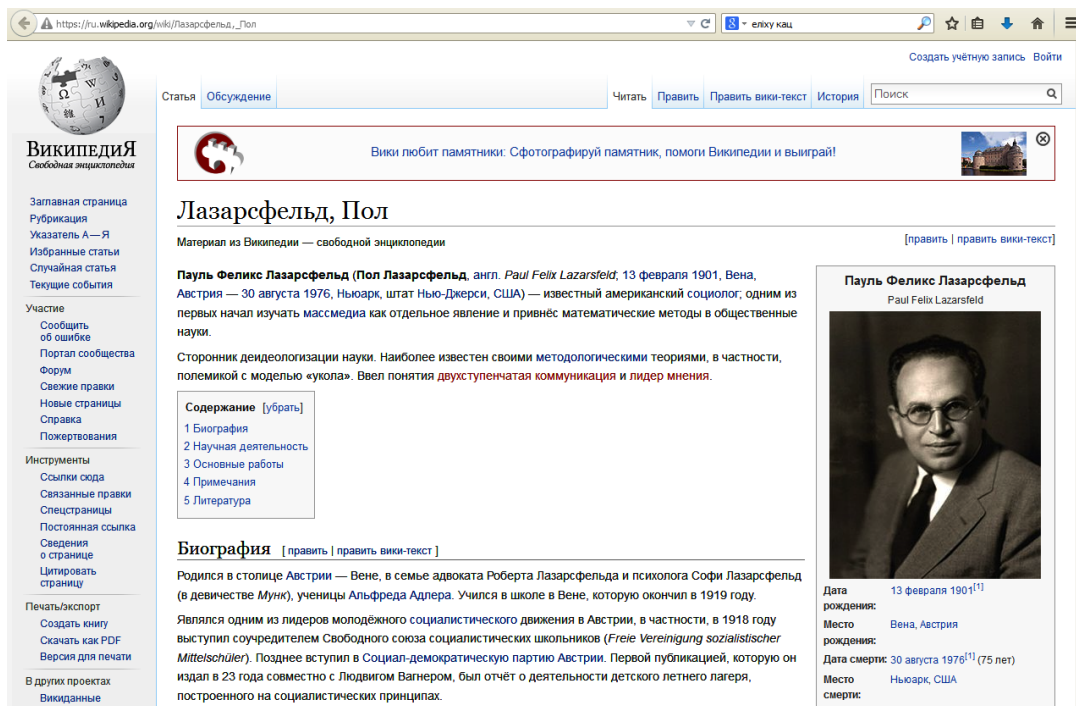 https://ru.wikipedia.org/wiki/Лазарсфельд,_Пол
еліху кац
Создать учётную запись Войти
Статья Обсуждение Читать Править Править вики-текст История Поиск
ВикипедиЯ
Свободная энциклопедия
Вики любит памятники: Сфотографируй памятник, помоги Википедии и выиграй!
Заглавная страница
Рубрикация
Указатель А — Я
Избранные статьи
Случайная статья
Текущие события
Участие
Сообщить
об ошибке
Портал сообщества
Форум
Свежие правки
Новые страницы
Справка
Пожертвования
Инструменты
Ссылки сюда
Связанные правки
Спецстраницы
Постоянная ссылка
Сведения
о странице
Цитировать
страницу
Печать/экспорт
Создать книгу
Скачать как PDF
Версия для печати
В других проектах
Викиданные
Лазарсфельд, Пол
Материал из Википедии — свободной энциклопедии
[править | править вики-текст]
Пауль Феликс Лазарсфельд (Пол Лазарсфельд, англ. Paul Felix Lazarsfeld; 13 февраля 1901, Вена,
Австрия — 30 августа 1976, Ньюарк, штат Нью-Джерси, США) — известный американский социолог; одним из
первых начал изучать массмедиа как отдельное явление и привнёс математические методы в общественные
науки.
Сторонник деидеологизации науки. Наиболее известен своими методологическими теориями, в частности,
полемикой с моделью «укола». Ввел понятия двухступенчатая коммуникация и лидер мнения.
Содержание [убрать]
1 Биография
2 Научная деятельность
3 Основные работы
4 Примечания
5 Литература
Биография [ править | править вики-текст ]
Родился в столице Австрии — Вене, в семье адвоката Роберта Лазарсфельда и психолога Софи Лазарсфельд
(в девичестве Мунк), ученицы Альфреда Адлера. Учился в школе в Вене, которую окончил в 1919 году.
Являлся одним из лидеров молодёжного социалистического движения в Австрии, в частности, в 1918 году
выступил соучредителем Свободного союза социалистических школьников (Freie Vereinigung sozialistischer
Mittelschüler). Позднее вступил в Социал-демократическую партию Австрии. Первой публикацией, которую он
издал в 23 года совместно с Людвигом Вагнером, был отчёт о деятельности детского летнего лагеря,
построенного на социалистических принципах.
Пауль Феликс Лазарсфельд
Paul Felix Lazarsfeld
Дата 13 февраля 1901[1]
рождения:
Место Вена, Австрия
рождения:
Дата смерти: 30 августа 1976[1] (75 лет)
Место Ньюарк, США
смерти: